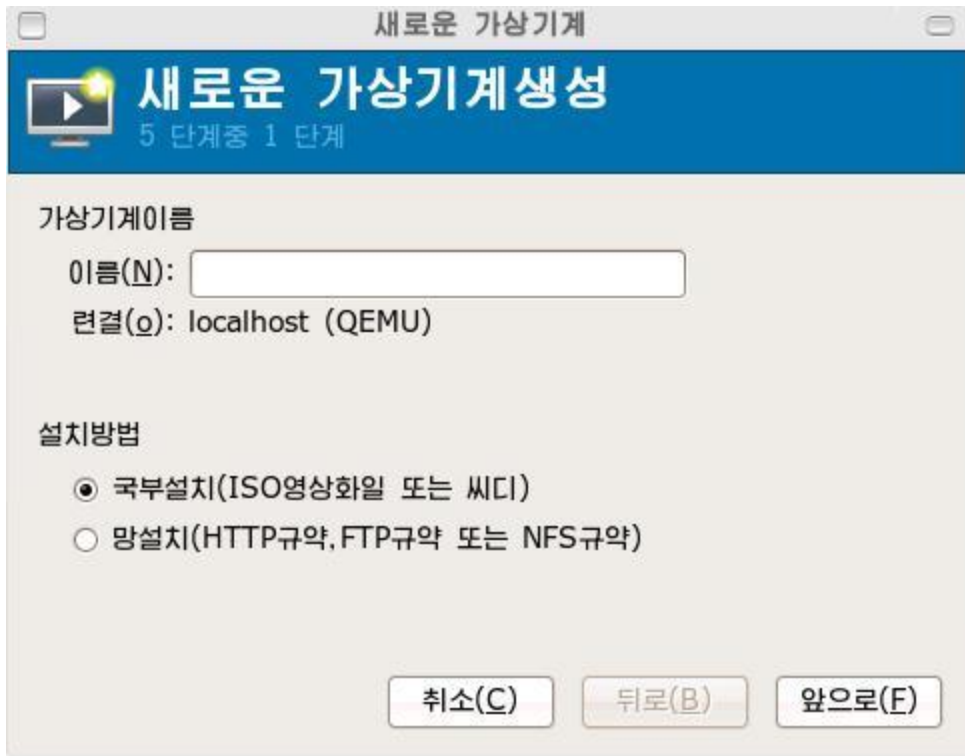 새로운 가상기계
새로운 가상기계생성
5 단계중 1 단계
가상기계이름
이름(N):
련결(o): localhost (QEMU)
설치방법
국부설치(ISO영상화일 또는 씨디)
망설치(HTTP규약,FTP규약 또는 NFS규약)
취소(C) 뒤로(B) 앞으로(F)